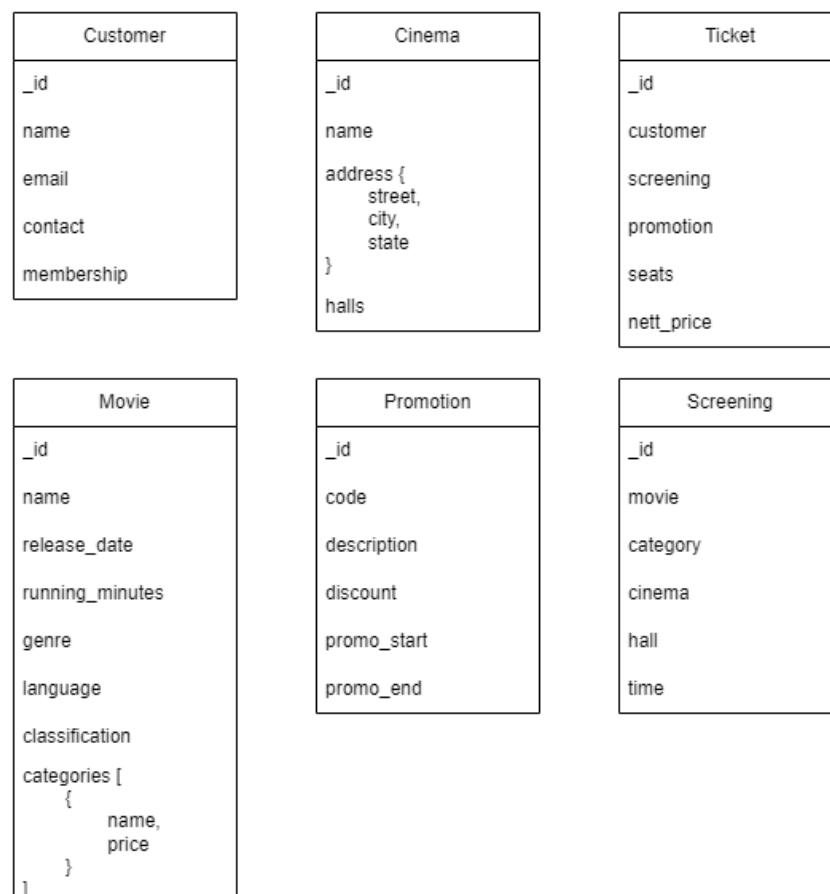 Customer
_id
name
email
contact
membership
Cinema
_id
name
address {
street,
city,
state
}
halls
Ticket
_id
customer
screening
promotion
seats
nett_price
Movie
_id
name
release_date
running_minutes
genre
language
classification
categories [
{
name,
price
}
]
Promotion
_id
code
description
discount
promo_start
promo_end
Screening
_id
movie
category
cinema
hall
time